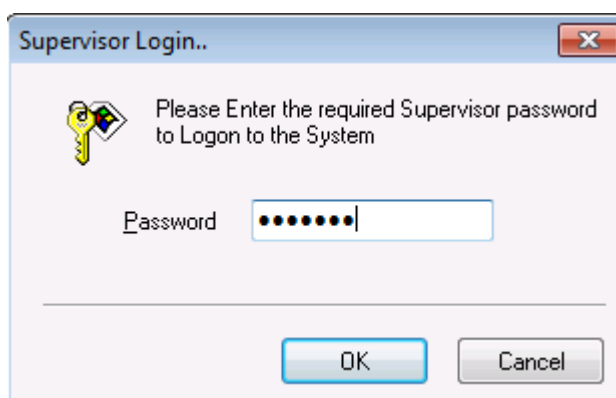 Supervisor Login..
Please Enter the required Supervisor password
to Logon to the System
Password
•••••••
OK
Cancel